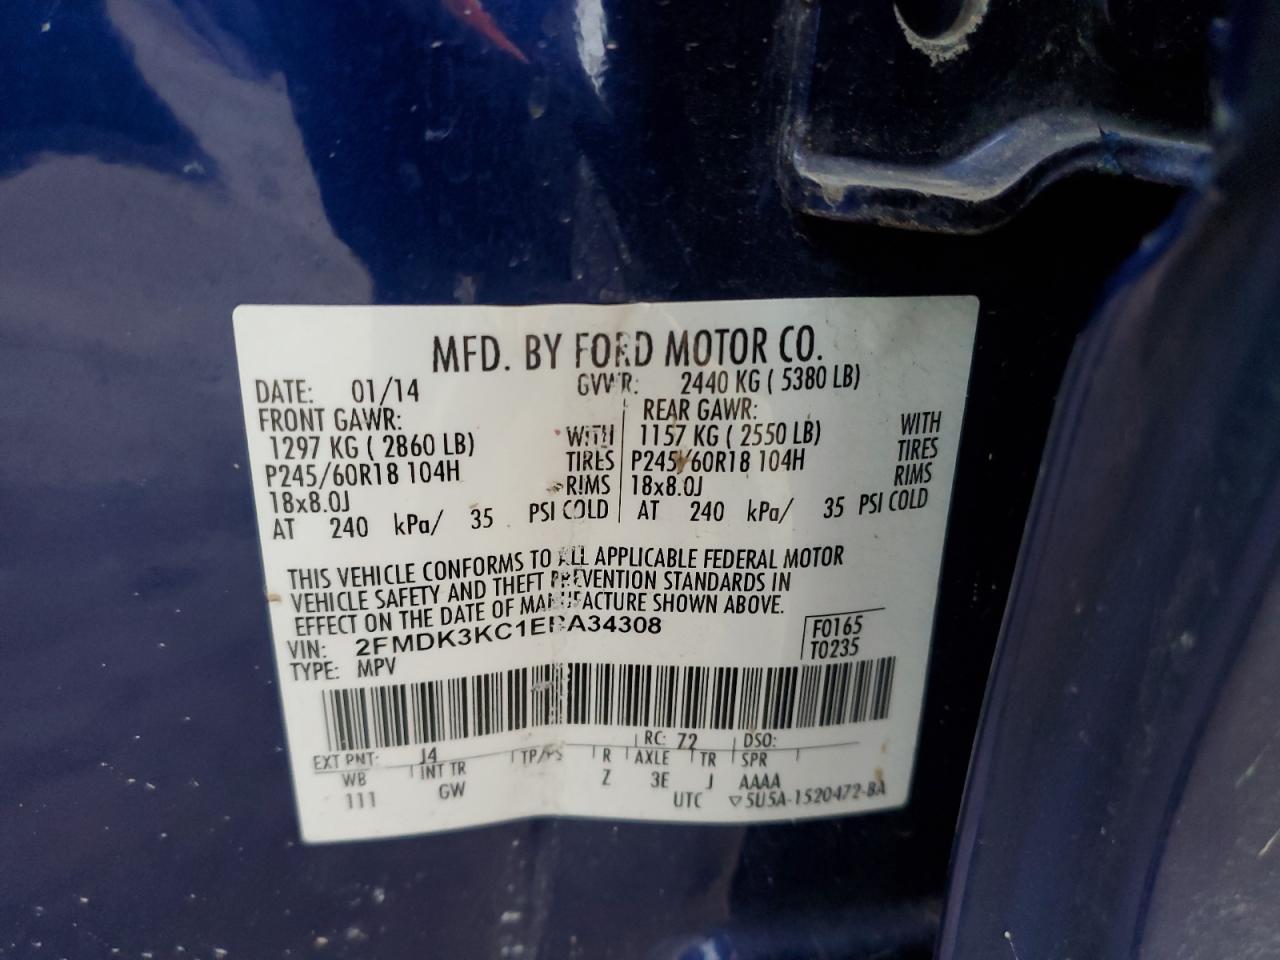 MFD. BY FORD MOTOR CO.
DATE: 01/14 GVWR: 2440 KG ( 5380 LB)
FRONT GAWR: REAR GAWR:
1297 KG ( 2860 LB) WITH 1157 KG ( 2550 LB) WITH
P245/60R18 104H TIRES P245/60R18 104H TIRES
18x8.0J RIMS 18x8.0J RIMS
AT 240 kPa/ 35 PSI COLD AT 240 kPa/ 35 PSI COLD
THIS VEHICLE CONFORMS TO ALL APPLICABLE FEDERAL MOTOR
VEHICLE SAFETY AND THEFT PREVENTION STANDARDS IN
EFFECT ON THE DATE OF MANUFACTURE SHOWN ABOVE.
VIN: 2FMDK3KC1EBA34308 F0165
TYPE: MPV T0235
EXT PNT: J4 RC: 72 DSO:
WB INT TR TP/PS R AXLE TR SPR
111 GW Z 3E J AAAA
UTC ▽5U5A-1520472-BA